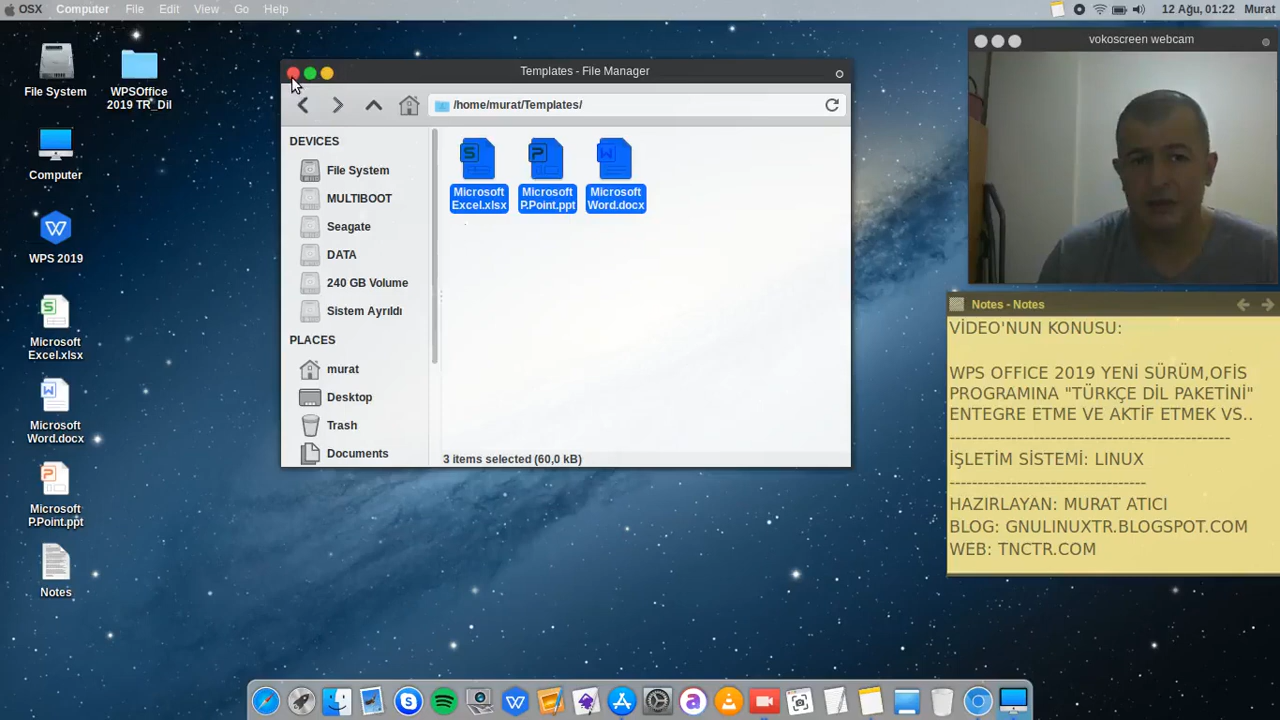 OSX Computer File Edit View Go Help 12 Ağu, 01:22 Murat
File System
WPSOffice
2019 TR_Dil
Computer
WPS 2019
Microsoft
Excel.xlsx
Microsoft
Word.docx
Microsoft
P.Point.ppt
Notes
Templates - File Manager
/home/murat/Templates/
DEVICES
File System
MULTIBOOT
Seagate
DATA
240 GB Volume
Sistem Ayrıldı
PLACES
murat
Desktop
Trash
Documents
Microsoft
Excel.xlsx
Microsoft
P.Point.ppt
Microsoft
Word.docx
3 items selected (60,0 kB)
vokoscreen webcam
Notes - Notes
VİDEO'NUN KONUSU:
WPS OFFICE 2019 YENİ SÜRÜM,OFİS
PROGRAMINA "TÜRKÇE DİL PAKETİNİ"
ENTEGRE ETME VE AKTİF ETMEK VS..
--------------------------------------------------
İŞLETİM SİSTEMİ: LINUX
-----------------------------------
HAZIRLAYAN: MURAT ATICI
BLOG: GNULINUXTR.BLOGSPOT.COM
WEB: TNCTR.COM